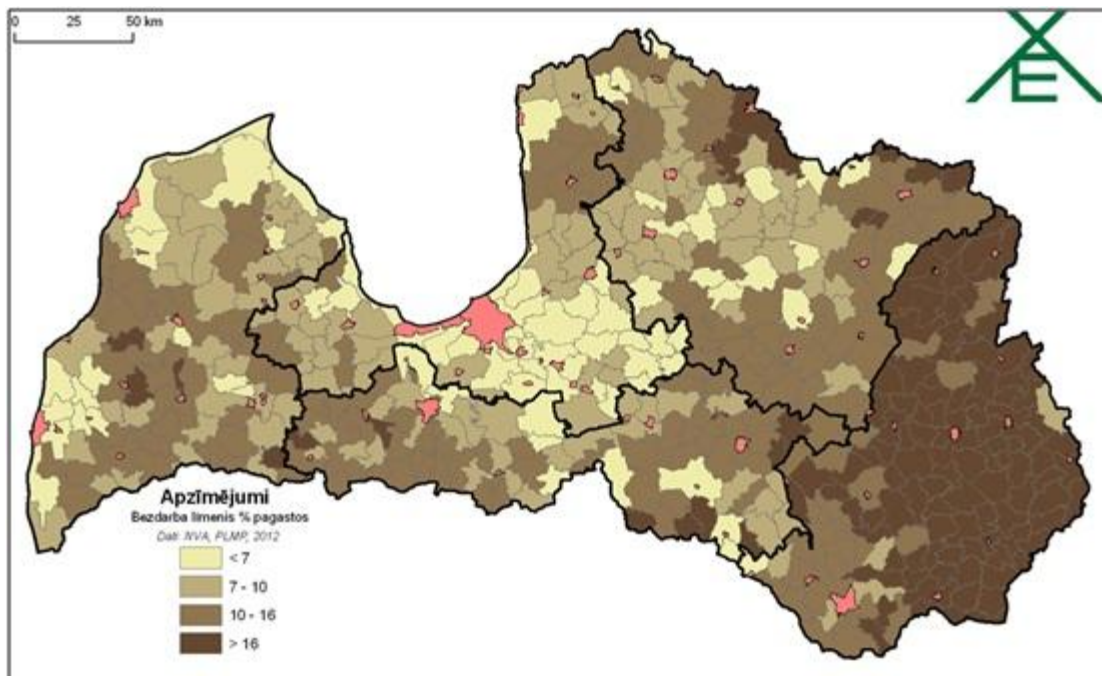 0 25 50 km
Apzīmējumi
Bezdarba līmenis % pagastos
Dati: NVA, PLMP, 2012
< 7
7 - 10
10 - 16
> 16